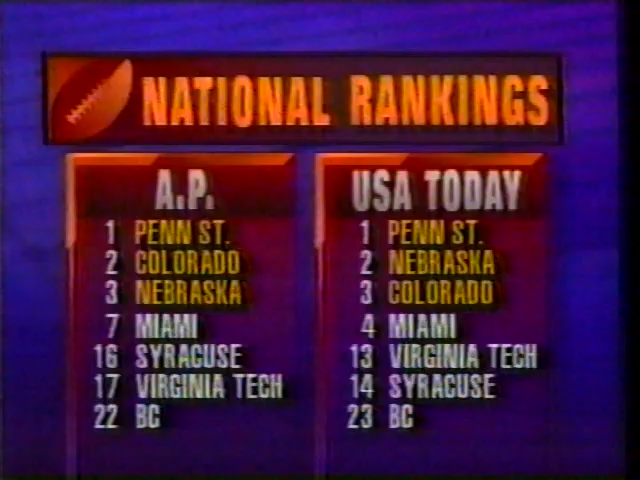 NATIONAL RANKINGS
A.P.
1 PENN ST.
2 COLORADO
3 NEBRASKA
7 MIAMI
16 SYRACUSE
17 VIRGINIA TECH
22 BC
USA TODAY
1 PENN ST.
2 NEBRASKA
3 COLORADO
4 MIAMI
13 VIRGINIA TECH
14 SYRACUSE
23 BC